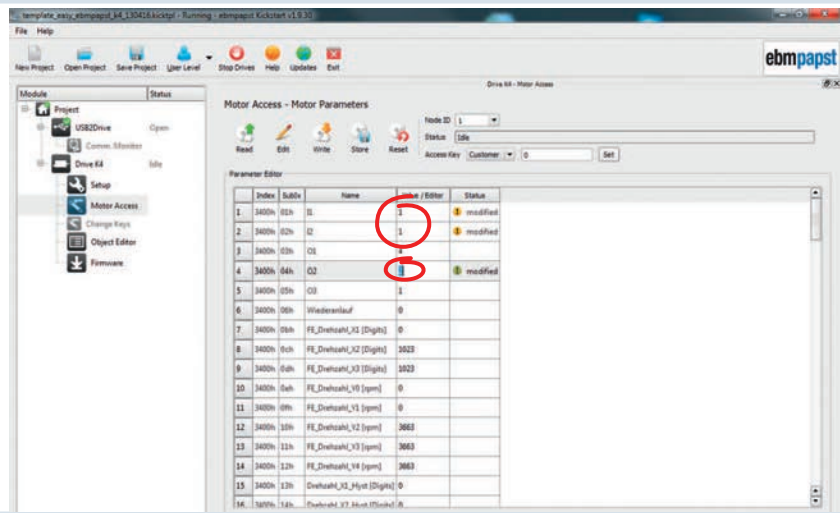 template_easy_ebmpapst_k4_130416.kicktpl - Running - ebmpapst Kickstart v1.9.30
File Help
New Project Open Project Save Project User Level Stop Drives Help Updates Exit
ebmpapst
Drive K4 - Motor Access
Module Status
Project
USB2Drive Open
Comm. Monitor
Drive K4 Idle
Setup
Motor Access
Change Keys
Object Editor
Firmware
Motor Access - Motor Parameters
Node ID 1
Status Idle
Access Key Customer 0 Set
Read Edit Write Store Reset
Parameter Editor
Index SubIx Name Value / Editor Status
1 3400h 01h I1 1 modified
2 3400h 02h I2 1 modified
3 3400h 03h O1 4
4 3400h 04h O2 modified
5 3400h 05h O3 1
6 3400h 06h Wiederanlauf 0
7 3400h 0bh FE_Drehzahl_X1 [Digits] 0
8 3400h 0ch FE_Drehzahl_X2 [Digits] 1023
9 3400h 0dh FE_Drehzahl_X3 [Digits] 1023
10 3400h 0eh FE_Drehzahl_V0 [rpm] 0
11 3400h 0fh FE_Drehzahl_V1 [rpm] 0
12 3400h 10h FE_Drehzahl_V2 [rpm] 3663
13 3400h 11h FE_Drehzahl_V3 [rpm] 3663
14 3400h 12h FE_Drehzahl_V4 [rpm] 3663
15 3400h 13h Drehzahl_X1_Hyst [Digits] 0
16 3400h 14h Drehzahl_X2_Hyst [Digits] 0